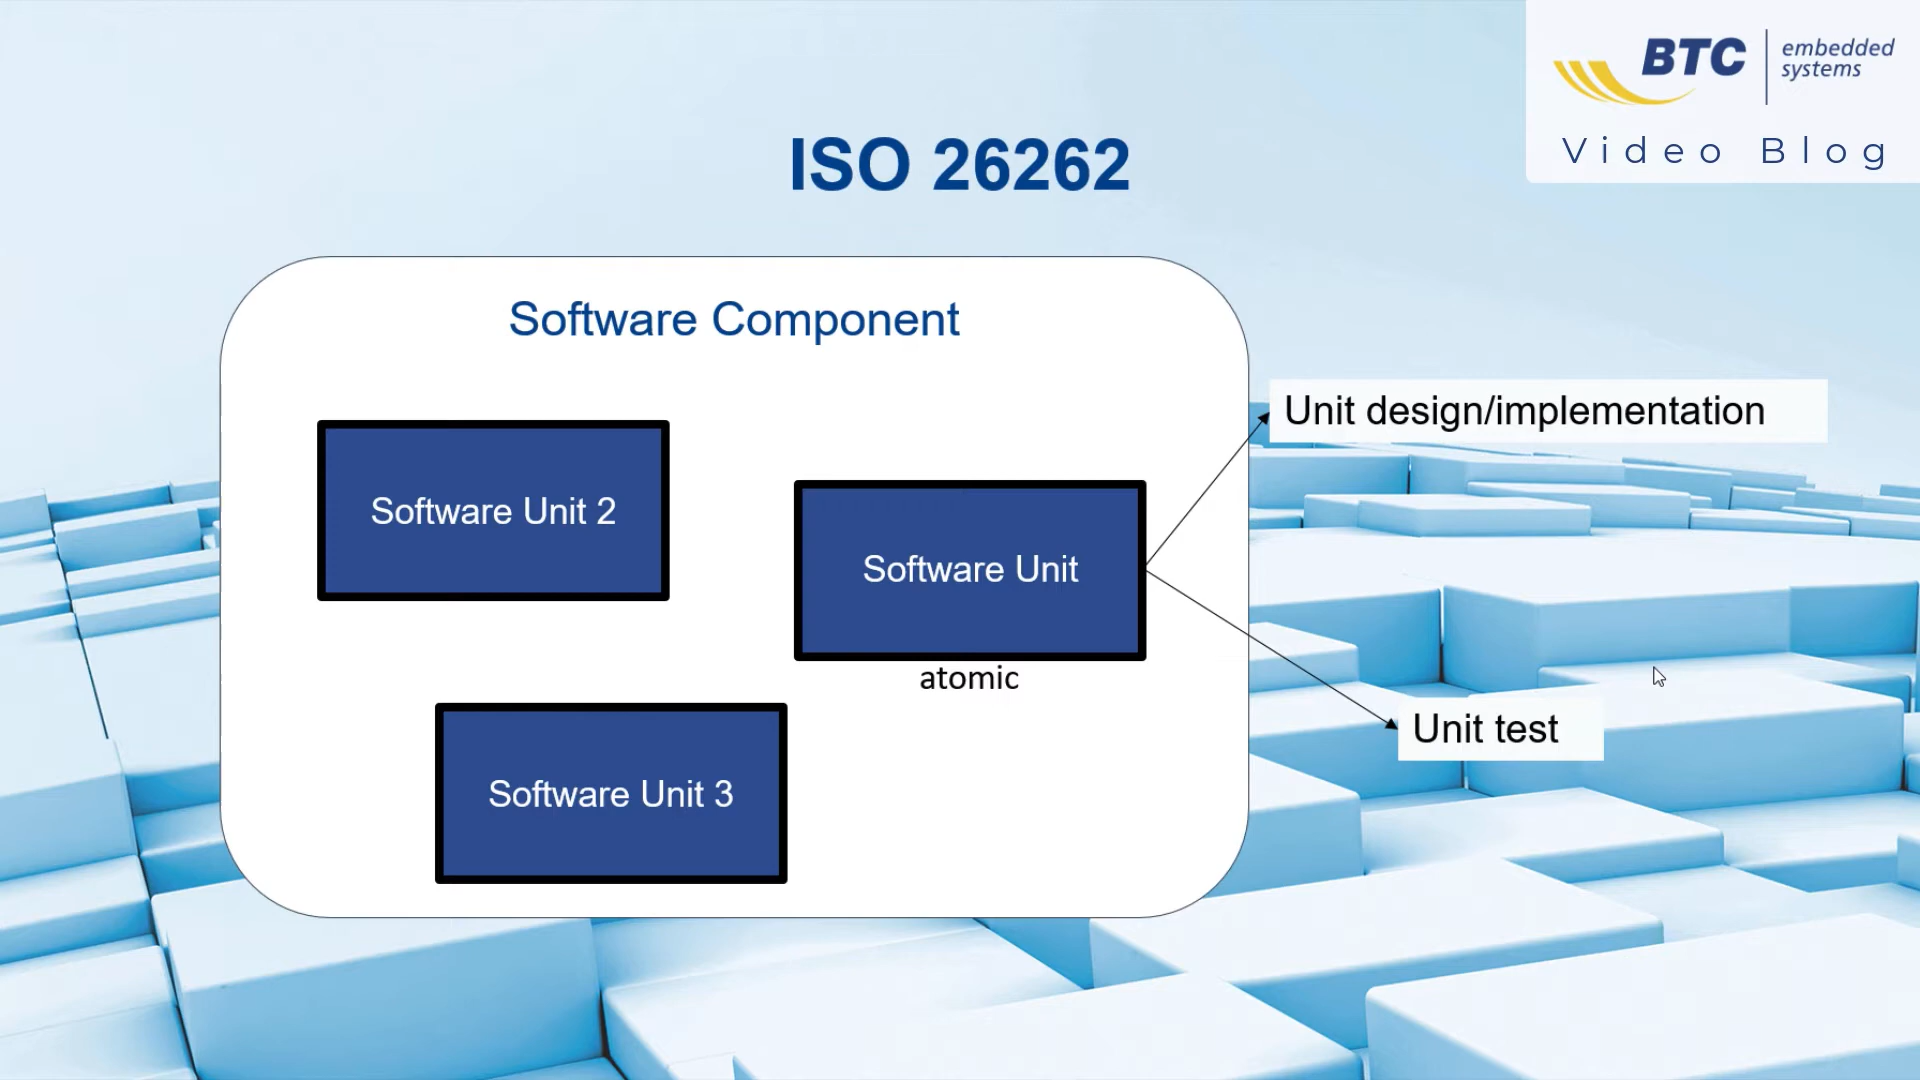 BTC
embedded
systems
Video Blog
ISO 26262
Software Component
Unit design/implementation
Software Unit 2
Software Unit
atomic
Unit test
Software Unit 3